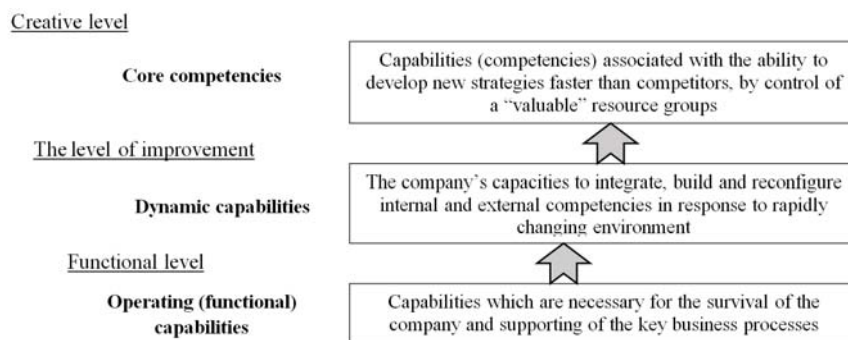 Creative level
Core competencies
Capabilities (competencies) associated with the ability to
develop new strategies faster than competitors, by control of
a “valuable” resource groups
The level of improvement
Dynamic capabilities
The company’s capacities to integrate, build and reconfigure
internal and external competencies in response to rapidly
changing environment
Functional level
Operating (functional)
capabilities
Capabilities which are necessary for the survival of the
company and supporting of the key business processes